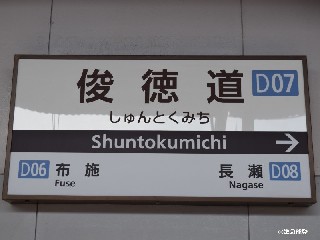 俊徳道 D07
しゅんとくみち
Shuntokumichi →
D06 布施 長瀬 D08
Fuse Nagase